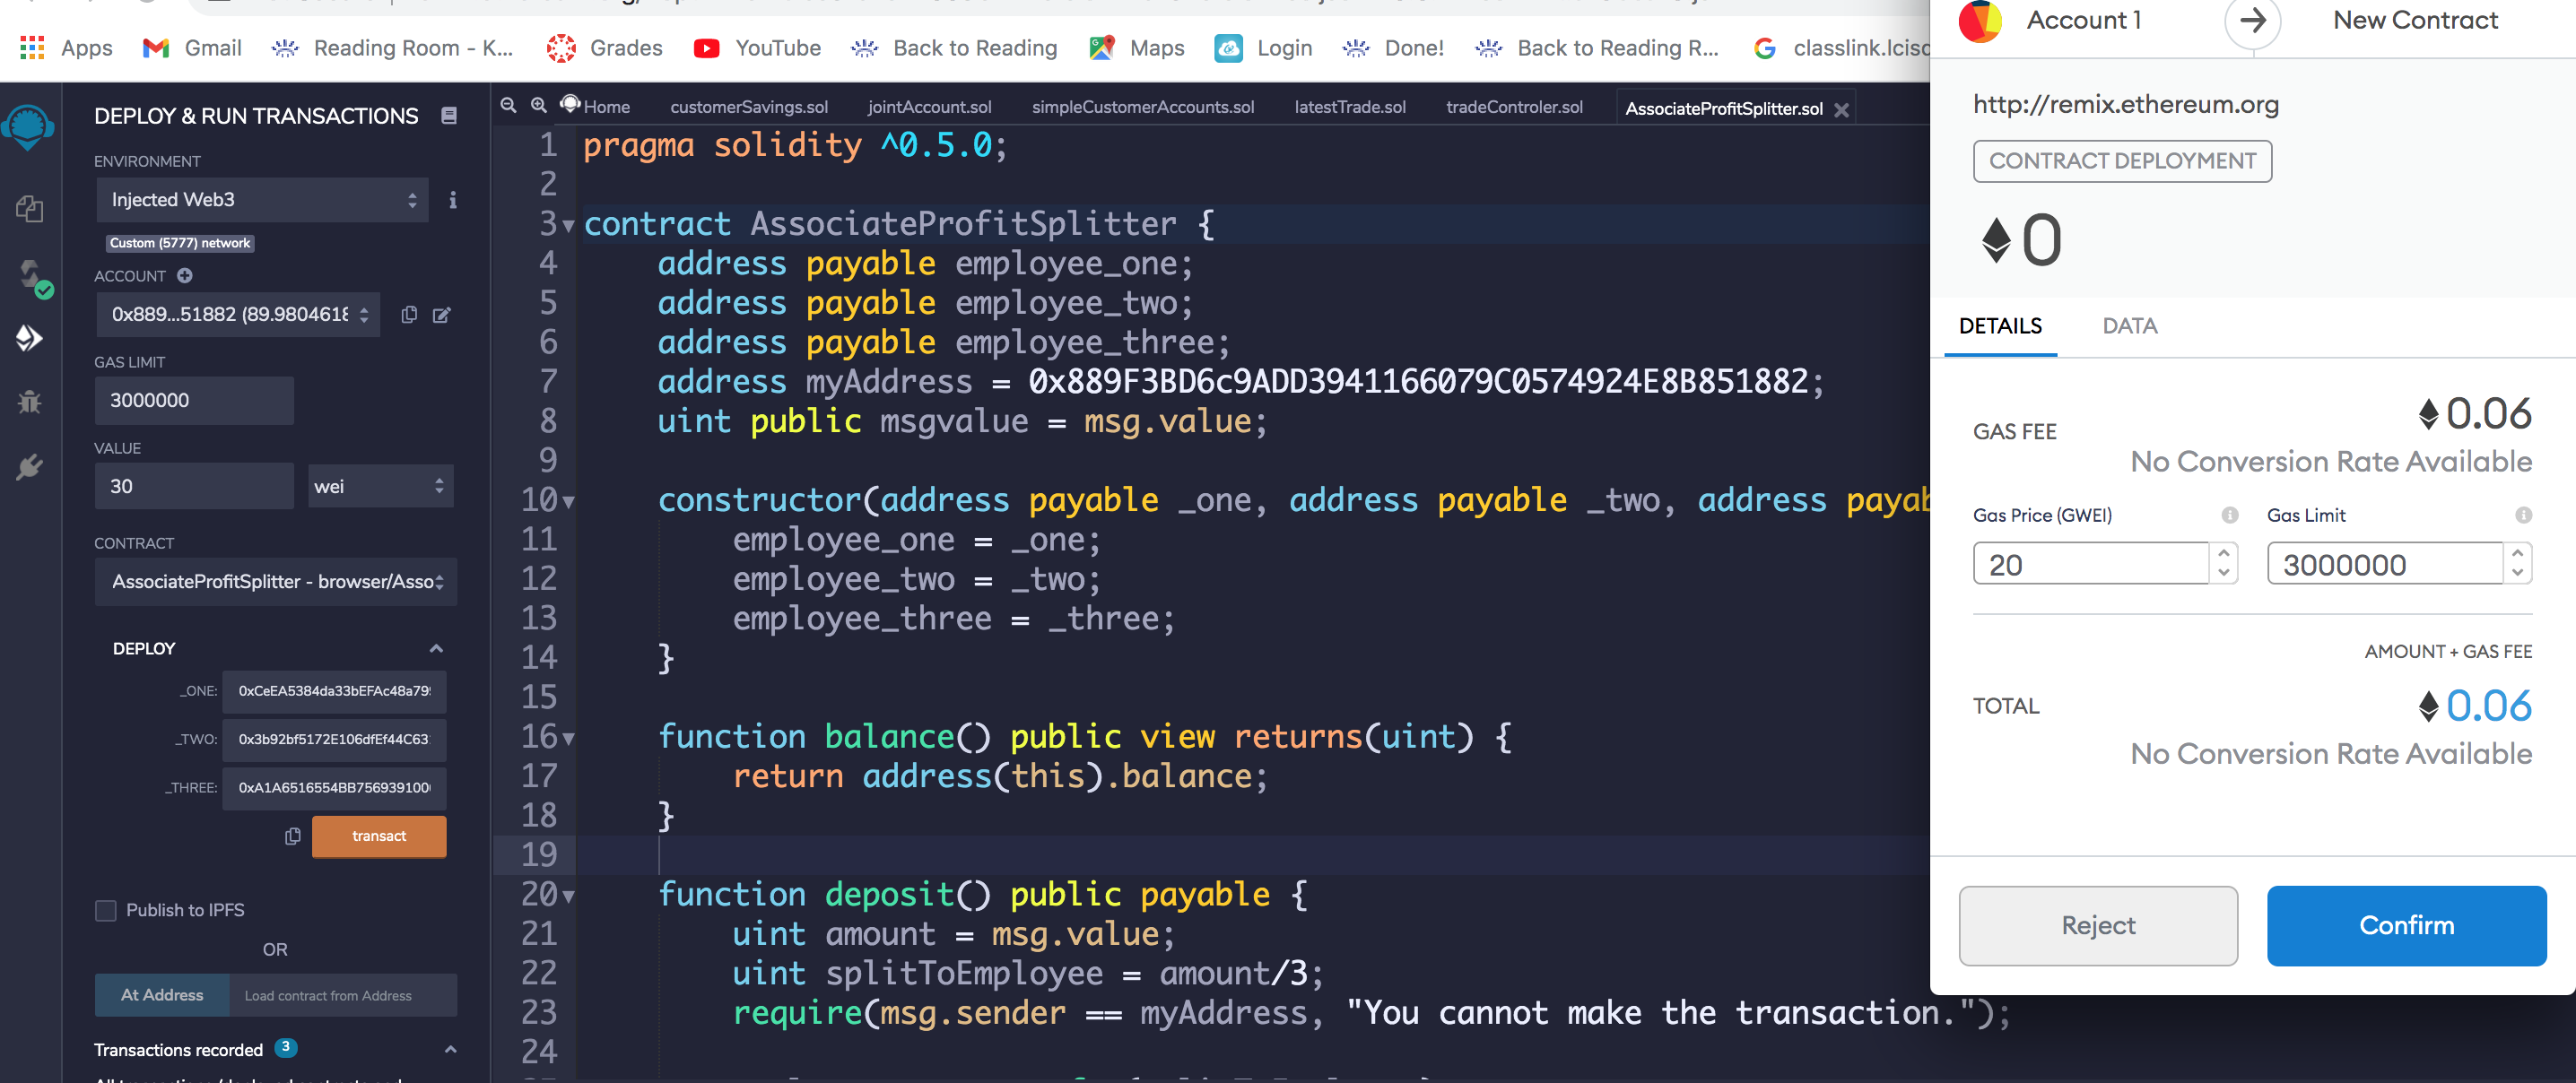 Apps Gmail Reading Room - K... Grades YouTube Back to Reading Maps Login Done! Back to Reading R... classlink.lcisd
DEPLOY & RUN TRANSACTIONS
ENVIRONMENT
Injected Web3
Custom (5777) network
ACCOUNT
0x889...51882 (89.9804618
GAS LIMIT
3000000
VALUE
30 wei
CONTRACT
AssociateProfitSplitter - browser/Asso
DEPLOY
_ONE: 0xCeEA5384da33bEFAc48a79
_TWO: 0x3b92bf5172E106dfEf44C63
_THREE: 0xA1A6516554BB756939100
transact
Publish to IPFS
OR
At Address Load contract from Address
Transactions recorded 3
Home customerSavings.sol jointAccount.sol simpleCustomerAccounts.sol latestTrade.sol tradeControler.sol AssociateProfitSplitter.sol
1 pragma solidity ^0.5.0;
2
3 contract AssociateProfitSplitter {
4 address payable employee_one;
5 address payable employee_two;
6 address payable employee_three;
7 address myAddress = 0x889F3BD6c9ADD3941166079C0574924E8B851882;
8 uint public msgvalue = msg.value;
9
10 constructor(address payable _one, address payable _two, address payab
11 employee_one = _one;
12 employee_two = _two;
13 employee_three = _three;
14 }
15
16 function balance() public view returns(uint) {
17 return address(this).balance;
18 }
19
20 function deposit() public payable {
21 uint amount = msg.value;
22 uint splitToEmployee = amount/3;
23 require(msg.sender == myAddress, "You cannot make the transaction.");
24
Account 1 New Contract
http://remix.ethereum.org
CONTRACT DEPLOYMENT
0
DETAILS DATA
GAS FEE 0.06
No Conversion Rate Available
Gas Price (GWEI) Gas Limit
20 3000000
AMOUNT + GAS FEE
TOTAL 0.06
No Conversion Rate Available
Reject Confirm